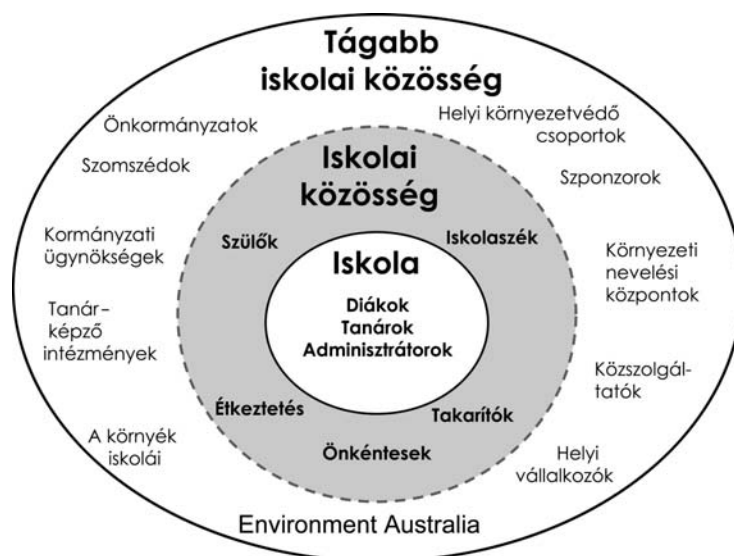 Tágabb
iskolai közösség
Önkormányzatok
Szomszédok
Kormányzati
ügynökségek
Tanár–
képző
intézmények
A környék
iskolái
Helyi környezetvédő
csoportok
Szponzorok
Környezeti
nevelési
központok
Közszolgál-
tatók
Helyi
vállalkozók
Iskolai
közösség
Szülők
Iskolaszék
Étkeztetés
Takarítók
Önkéntesek
Iskola
Diákok
Tanárok
Adminisztrátorok
Environment Australia